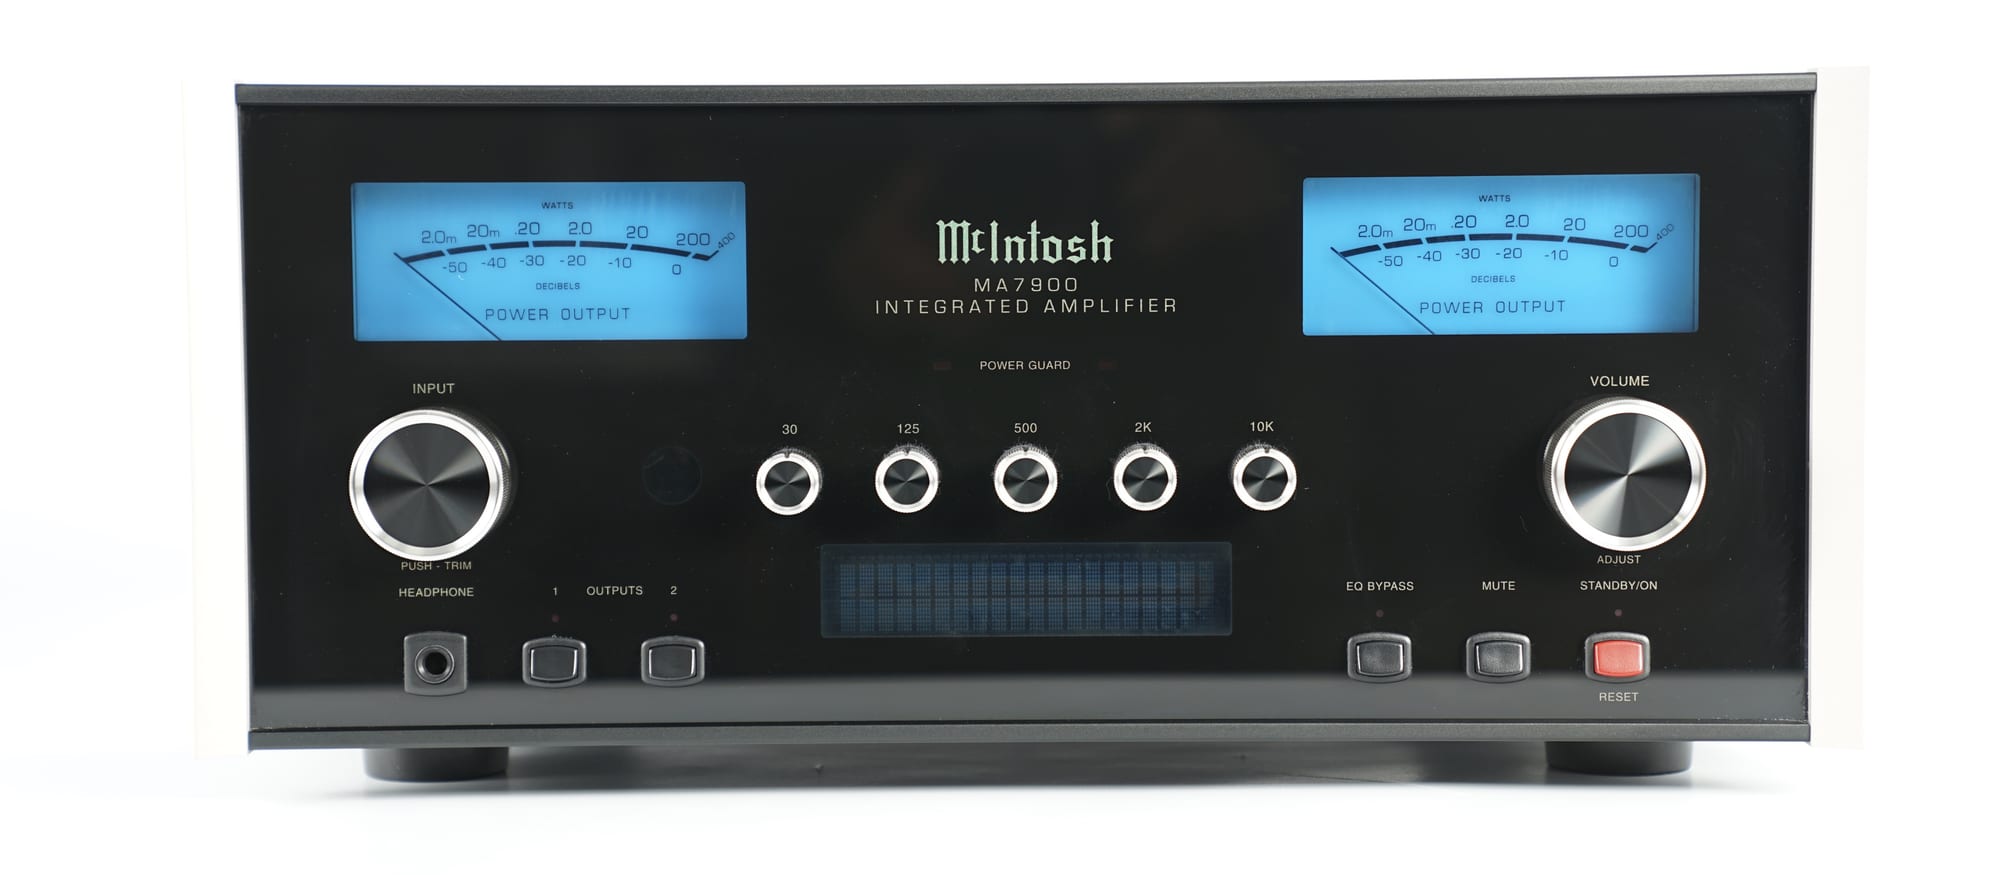 WATTS
2.0m 20m .20 2.0 20 200 400
-50 -40 -30 -20 -10 0
DECIBELS
POWER OUTPUT
McIntosh
MA7900
INTEGRATED AMPLIFIER
WATTS
2.0m 20m .20 2.0 20 200 400
-50 -40 -30 -20 -10 0
DECIBELS
POWER OUTPUT
POWER GUARD
INPUT
VOLUME
30 125 500 2K 10K
PUSH - TRIM
ADJUST
HEADPHONE
1 OUTPUTS 2
EQ BYPASS
MUTE
STANDBY/ON
RESET